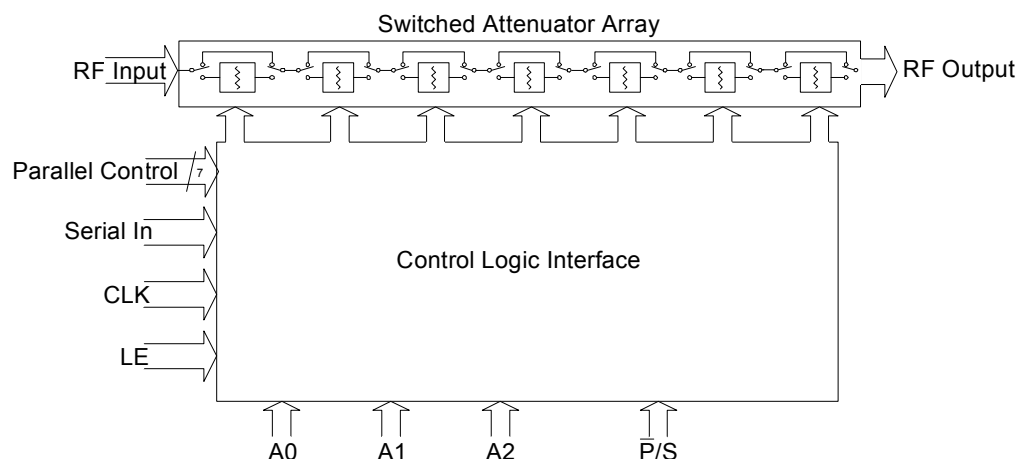 Switched Attenuator Array
RF Input
RF Output
Parallel Control
7
Serial In
Control Logic Interface
CLK
LE
A0
A1
A2
P̅/S